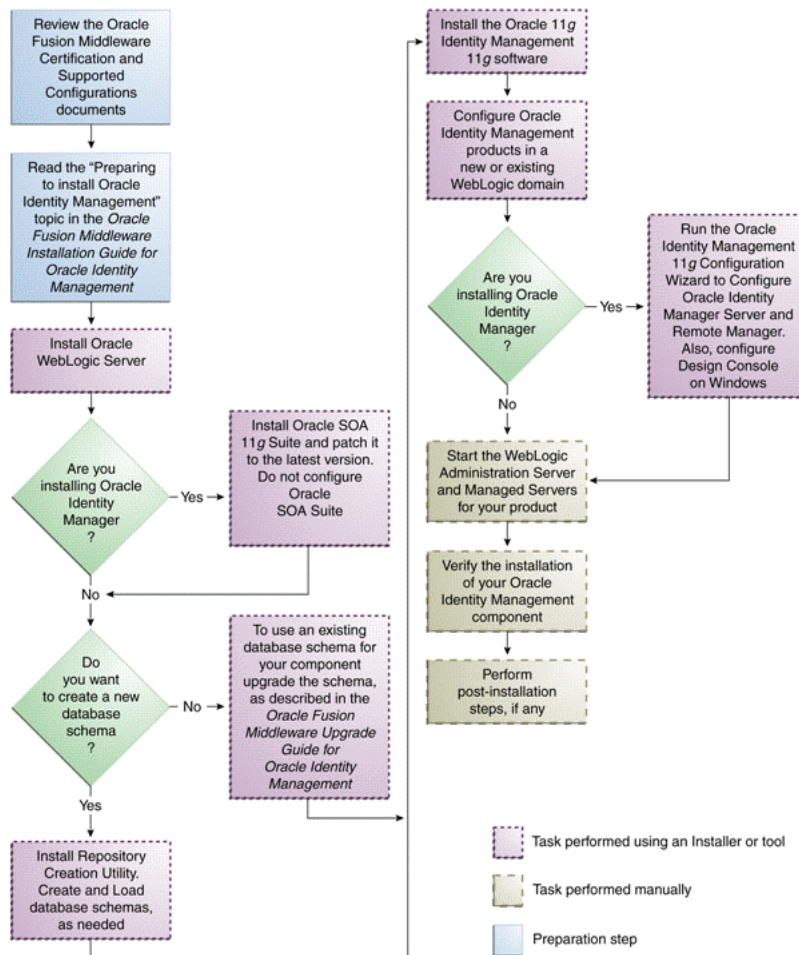 Review the Oracle
Fusion Middleware
Certification and
Supported
Configurations
documents
Read the “Preparing
to install Oracle
Identity Management”
topic in the Oracle
Fusion Middleware
Installation Guide for
Oracle Identity
Management
Install Oracle
WebLogic Server
Are you
installing Oracle
Identity
Manager
?
Yes
Install Oracle SOA
11g Suite and patch it
to the latest version.
Do not configure
Oracle
SOA Suite
No
Do
you want
to create a new
database
schema
?
No
To use an existing
database schema for
your component
upgrade the schema,
as described in the
Oracle Fusion
Middleware Upgrade
Guide for
Oracle Identity
Management
Yes
Install Repository
Creation Utility.
Create and Load
database schemas,
as needed
Install the Oracle 11g
Identity Management
11g software
Configure Oracle
Identity Management
products in a
new or existing
WebLogic domain
Are you
installing Oracle
Identity
Manager
?
Yes
Run the Oracle
Identity Management
11g Configuration
Wizard to Configure
Oracle Identity
Manager Server and
Remote Manager.
Also, configure
Design Console
on Windows
No
Start the WebLogic
Administration Server
and Managed Servers
for your product
Verify the installation
of your Oracle
Identity Management
component
Perform
post-installation
steps, if any
Task performed using an Installer or tool
Task performed manually
Preparation step